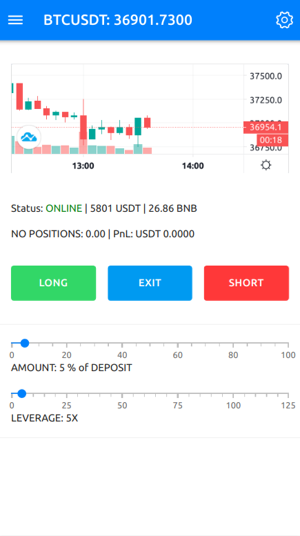 BTCUSDT: 36901.7300
37500.0
37250.0
37000.0
36954.1
00:18
36750.0
13:00
14:00
Status: ONLINE | 5801 USDT | 26.86 BNB
NO POSITIONS: 0.00 | PnL: USDT 0.0000
LONG
EXIT
SHORT
0 20 40 60 80 100
AMOUNT: 5 % of DEPOSIT
0 25 50 75 100 125
LEVERAGE: 5X